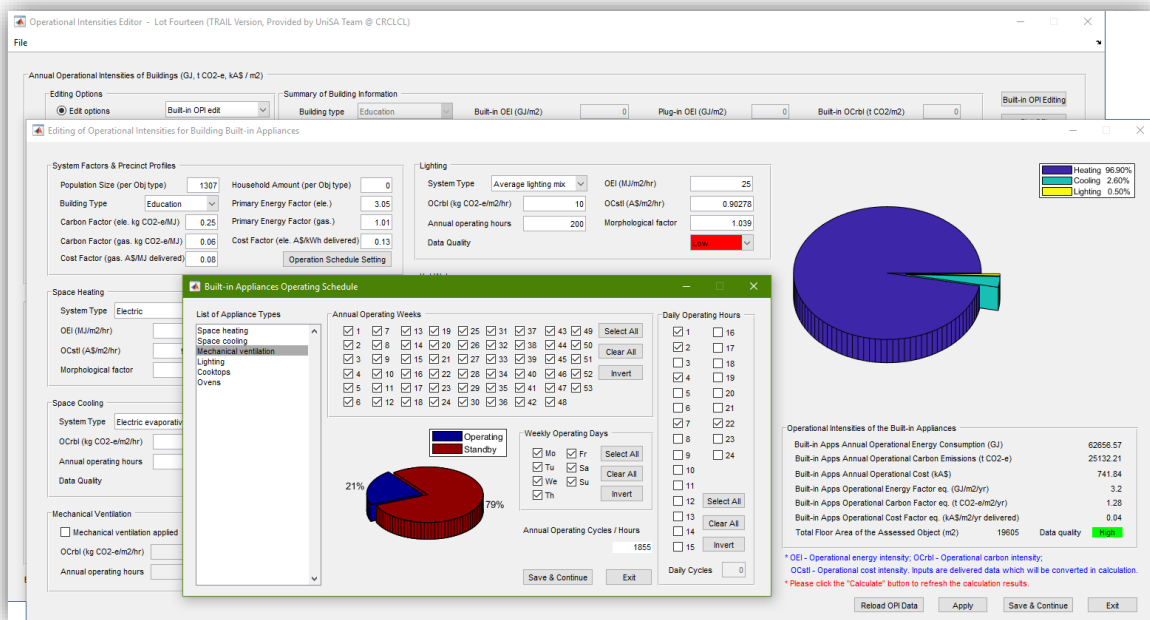 Operational Intensities Editor - Lot Fourteen (TRAIL Version, Provided by UniSA Team @ CRCLCL)
File
Annual Operational Intensities of Buildings (GJ, t CO2-e, kA$ / m2)
Editing Options
Summary of Building Information
Edit options Built-in OPI edit
Building type Education Built-in OEI (GJ/m2) 0 Plug-in OEI (GJ/m2) 0 Built-in OCrbl (t CO2/m2) 0
Built-in OPI Editing
Editing of Operational Intensities for Building Built-in Appliances
System Factors & Precinct Profiles
Population Size (per Obj type) 1307 Household Amount (per Obj type) 0
Building Type Education Primary Energy Factor (ele.) 3.05
Carbon Factor (ele. kg CO2-e/MJ) 0.25 Primary Energy Factor (gas.) 1.01
Carbon Factor (gas. kg CO2-e/MJ) 0.06 Cost Factor (ele. A$/kWh delivered) 0.13
Cost Factor (gas. A$/MJ delivered) 0.08 Operation Schedule Setting
Lighting
System Type Average lighting mix OEI (MJ/m2/hr) 25
OCrbl (kg CO2-e/m2/hr) 10 OCstl (A$/m2/hr) 0.90278
Annual operating hours 200 Morphological factor 1.039
Data Quality Low
Heating 96.90%
Cooling 2.60%
Lighting 0.50%
Space Heating
System Type Electric
OEI (MJ/m2/hr)
OCstl (A$/m2/hr)
Morphological factor
Space Cooling
System Type Electric evaporativ
OCrbl (kg CO2-e/m2/hr)
Annual operating hours
Data Quality
Mechanical Ventilation
Mechanical ventilation applied
OCrbl (kg CO2-e/m2/hr)
Annual operating hours
Built-in Appliances Operating Schedule
List of Appliance Types
Space heating
Space cooling
Mechanical ventilation
Lighting
Cooktops
Ovens
Annual Operating Weeks
1 7 13 19 25 31 37 43 49 Select All
2 8 14 20 26 32 38 44 50
3 9 15 21 27 33 39 45 51 Clear All
4 10 16 22 28 34 40 46 52 Invert
5 11 17 23 29 35 41 47 53
6 12 18 24 30 36 42 48
Operating
Standby
21%
79%
Weekly Operating Days
Mo Fr Select All
Tu Sa Clear All
We Su
Th Invert
Annual Operating Cycles / Hours
1855
Save & Continue Exit
Daily Operating Hours
1 16
2 17
3 18
4 19
5 20
6 21
7 22
8 23
9 24
10
11
12 Select All
13
14 Clear All
15 Invert
Daily Cycles 0
Operational Intensities of the Built-in Appliances
Built-in Apps Annual Operational Energy Consumption (GJ) 62656.57
Built-in Apps Annual Operational Carbon Emissions (t CO2-e) 25132.21
Built-in Apps Annual Operational Cost (kA$) 741.84
Built-in Apps Operational Energy Factor eq. (GJ/m2/yr) 3.2
Built-in Apps Operational Carbon Factor eq. (t CO2-e/m2/yr) 1.28
Built-in Apps Operational Cost Factor eq. (kA$/m2/yr delivered) 0.04
Total Floor Area of the Assessed Object (m2) 19605 Data quality High
* OEI - Operational energy intensity; OCrbl - Operational carbon intensity;
OCstl - Operational cost intensity. Inputs are delivered data which will be converted in calculation.
* Please click the "Calculate" button to refresh the calculation results.
Reload OPI Data Apply Save & Continue Exit